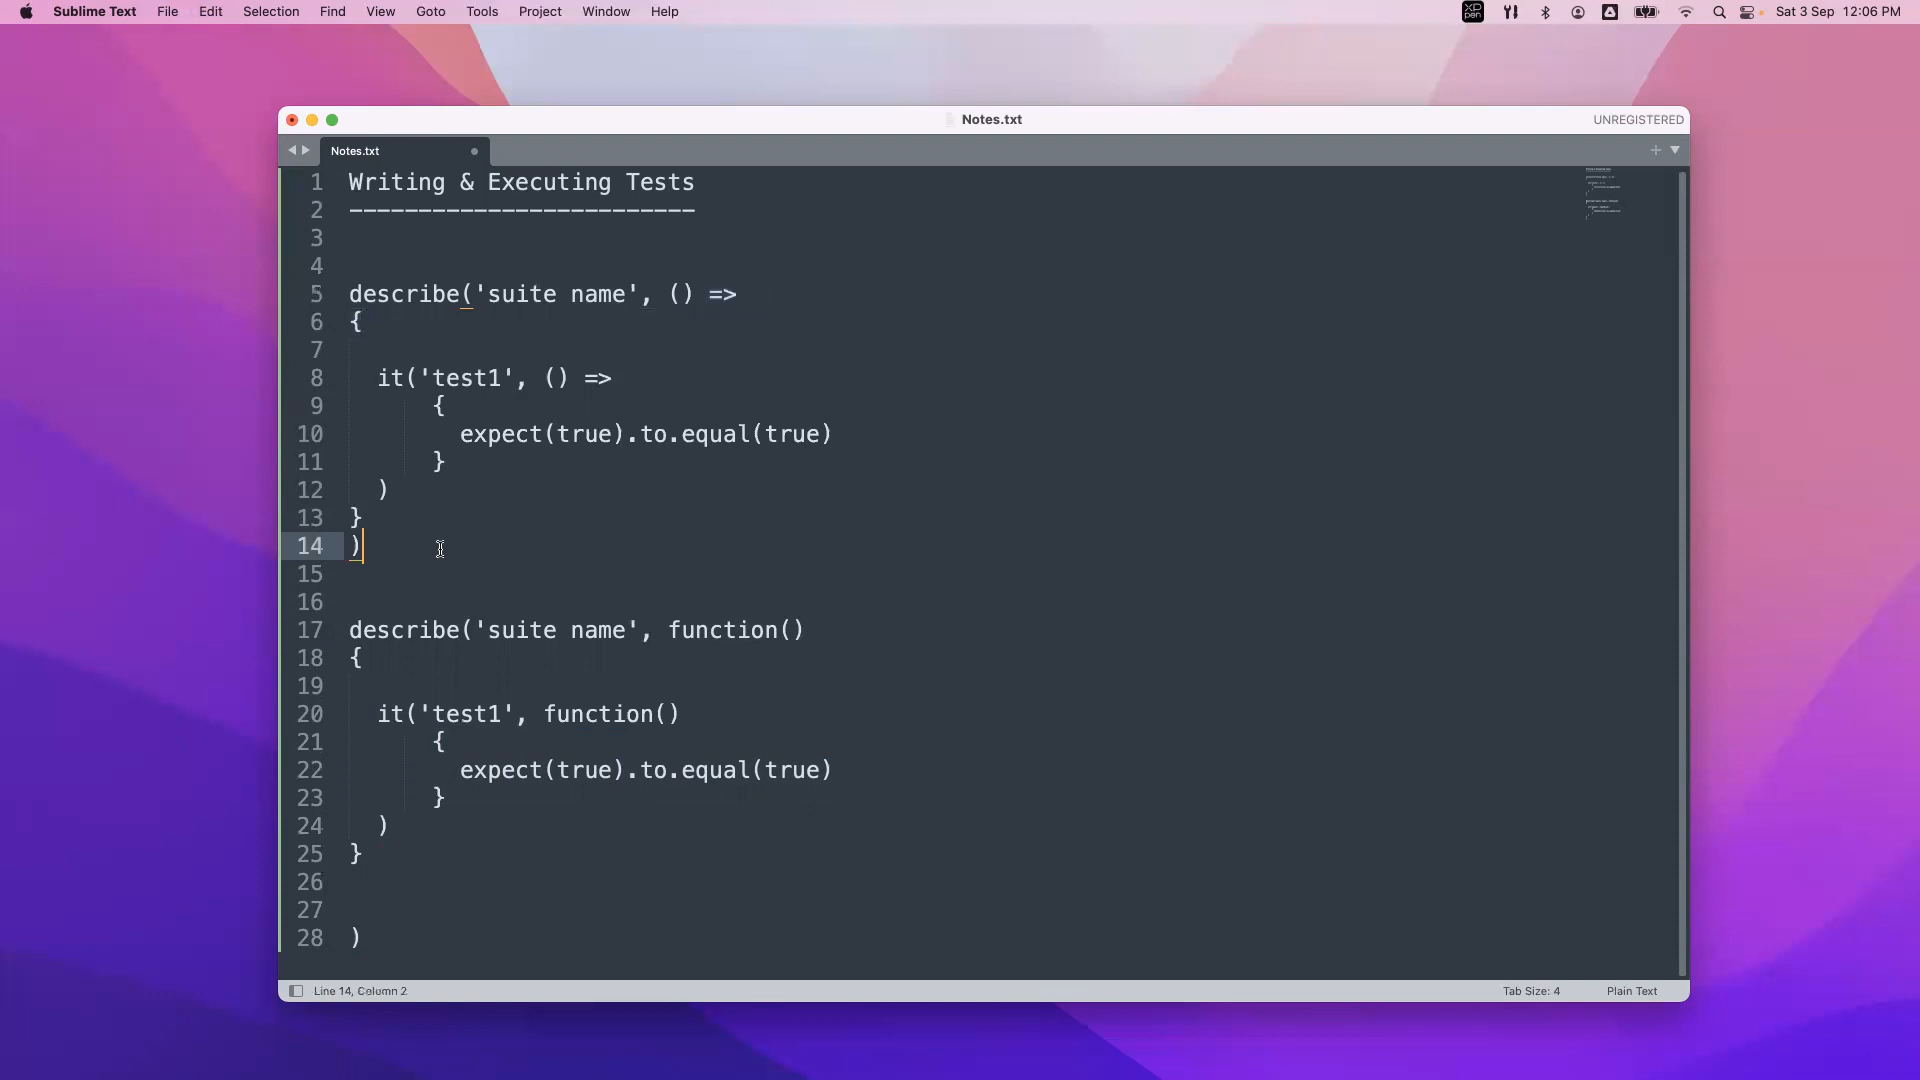 Sublime Text File Edit Selection Find View Goto Tools Project Window Help XP pen Sat 3 Sep 12:06 PM
Notes.txt UNREGISTERED
Notes.txt
1 Writing & Executing Tests
2 -------------------------
3
4
5 describe('suite name', () =>
6 {
7
8 it('test1', () =>
9 {
10 expect(true).to.equal(true)
11 }
12 )
13 }
14 )
15
16
17 describe('suite name', function()
18 {
19
20 it('test1', function()
21 {
22 expect(true).to.equal(true)
23 }
24 )
25 }
26
27
28 )
Line 14, Column 2 Tab Size: 4 Plain Text